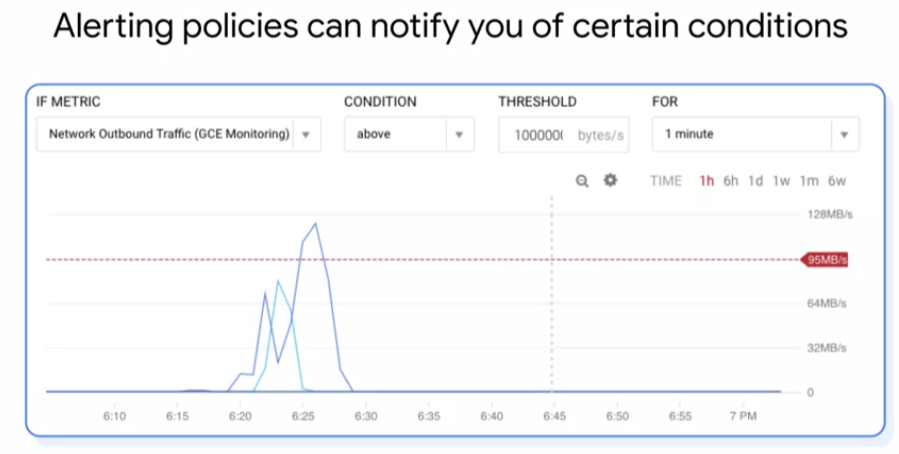 Alerting policies can notify you of certain conditions
IF METRIC CONDITION THRESHOLD FOR
Network Outbound Traffic (GCE Monitoring) above 100000 bytes/s 1 minute
TIME 1h 6h 1d 1w 1m 6w
128MB/s
95MB/s
64MB/s
32MB/s
0
6:10 6:15 6:20 6:25 6:30 6:35 6:40 6:45 6:50 6:55 7 PM